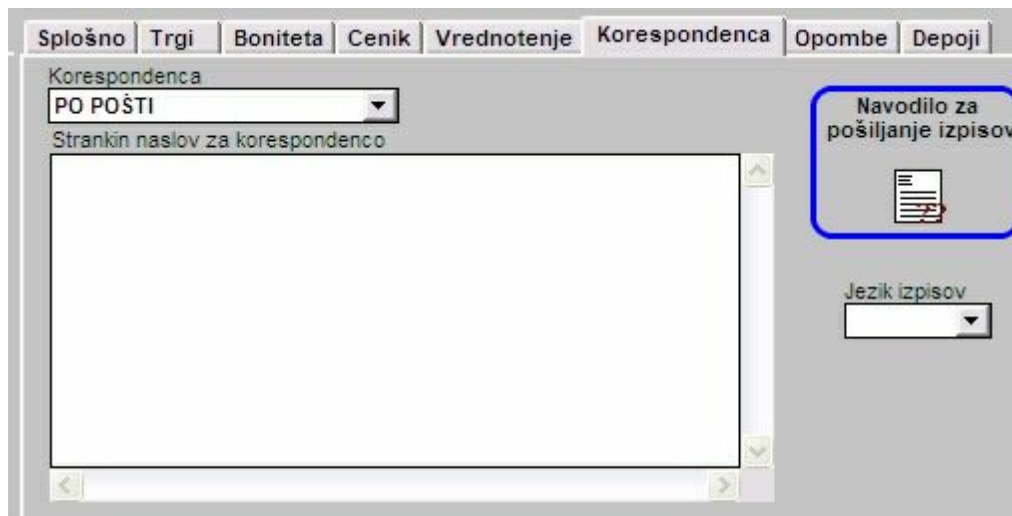 Splošno Trgi Boniteta Cenik Vrednotenje Korespondenca Opombe Depoji
Korespondenca
PO POŠTI
Strankin naslov za korespondenco
Navodilo za
pošiljanje izpisov
Jezik izpisov